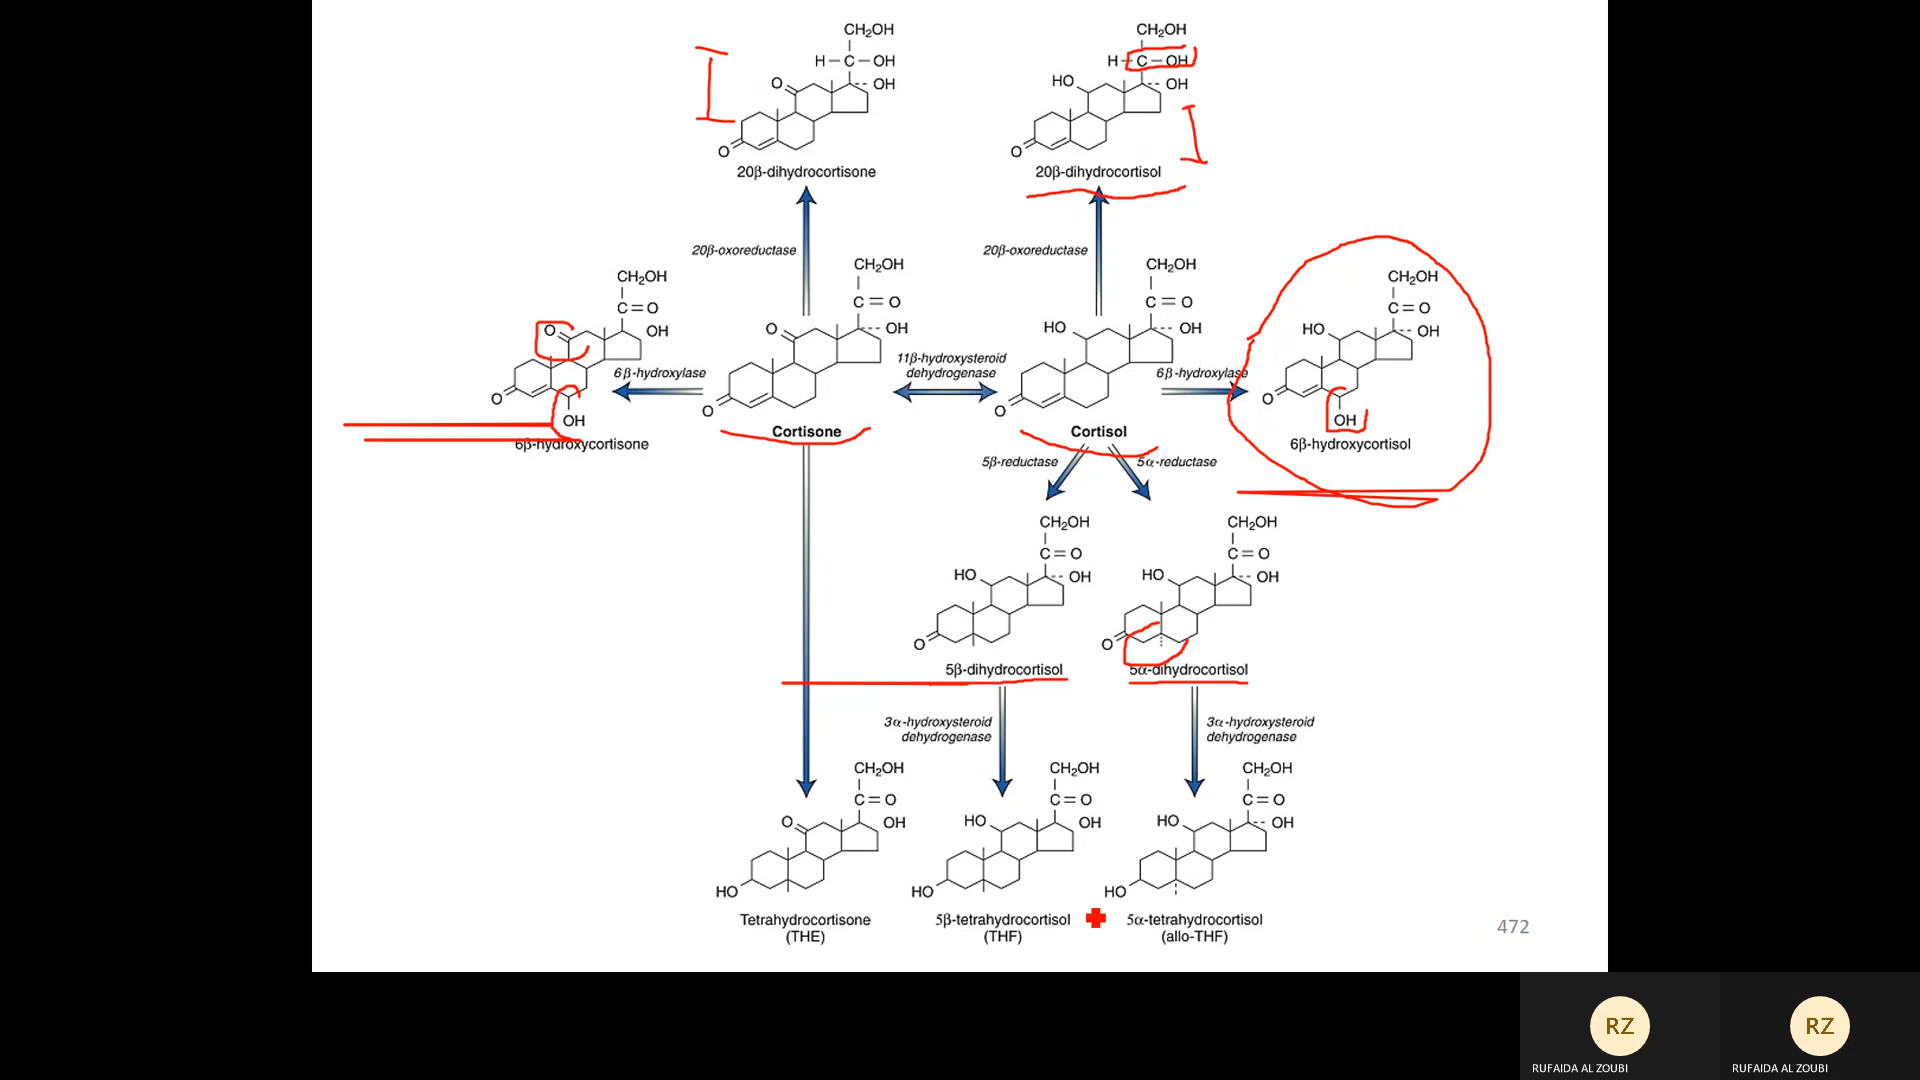 CH₂OH
H—C—OH
O
OH
O
20β-dihydrocortisone
CH₂OH
H—C—OH
HO
OH
O
20β-dihydrocortisol
20β-oxoreductase
20β-oxoreductase
CH₂OH
C=O
O
OH
O
OH
6β-hydroxycortisone
6β-hydroxylase
CH₂OH
C=O
O
OH
O
Cortisone
11β-hydroxysteroid
dehydrogenase
CH₂OH
C=O
HO
OH
O
Cortisol
6β-hydroxylase
CH₂OH
C=O
HO
OH
O
OH
6β-hydroxycortisol
5β-reductase
5α-reductase
CH₂OH
C=O
HO
OH
O
5β-dihydrocortisol
CH₂OH
C=O
HO
OH
O
5α-dihydrocortisol
3α-hydroxysteroid
dehydrogenase
3α-hydroxysteroid
dehydrogenase
CH₂OH
C=O
O
OH
HO
Tetrahydrocortisone
(THE)
CH₂OH
C=O
HO
OH
HO
5β-tetrahydrocortisol
(THF)
CH₂OH
C=O
HO
OH
HO
5α-tetrahydrocortisol
(allo-THF)
472
RZ
RUFAIDA AL ZOUBI
RZ
RUFAIDA AL ZOUBI